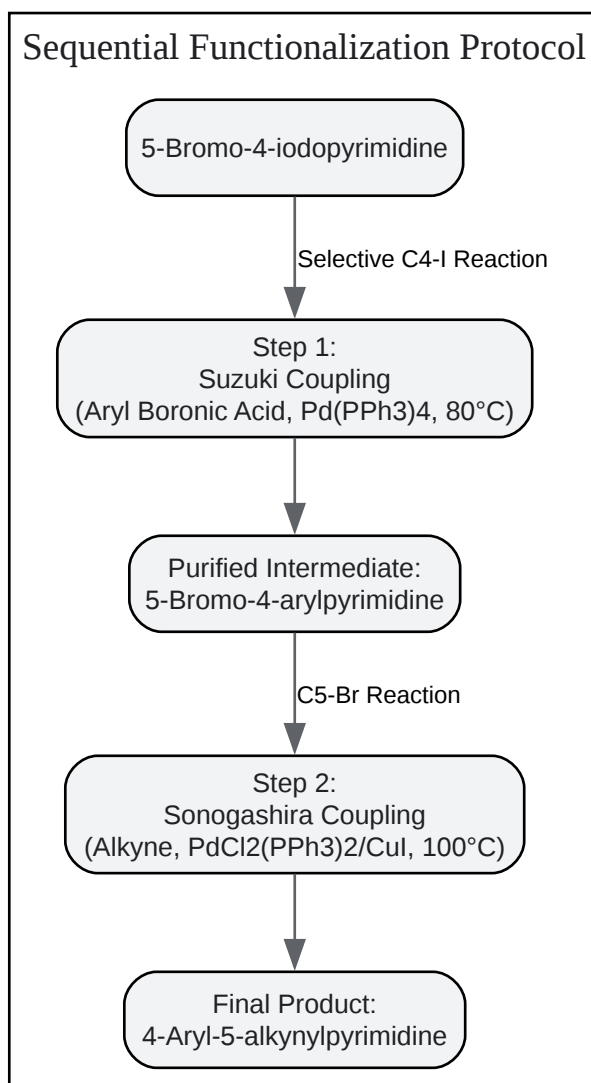 Sequential Functionalization Protocol
5-Bromo-4-iodopyrimidine
Selective C4-I Reaction
Step 1:
Suzuki Coupling
(Aryl Boronic Acid, Pd(PPh3)4, 80°C)
Purified Intermediate:
5-Bromo-4-arylpyrimidine
C5-Br Reaction
Step 2:
Sonogashira Coupling
(Alkyne, PdCl2(PPh3)2/CuI, 100°C)
Final Product:
4-Aryl-5-alkynylpyrimidine